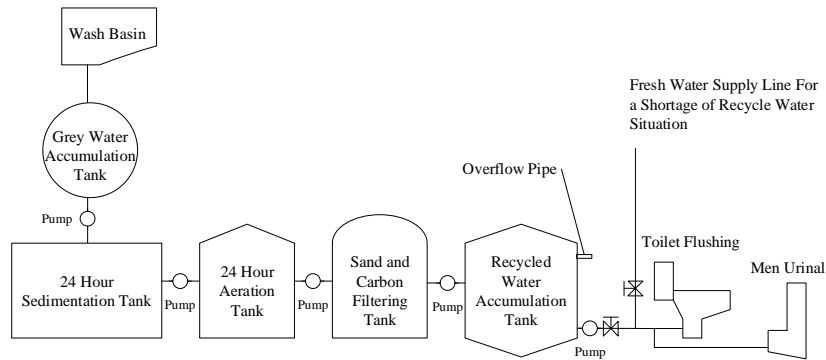 Wash Basin
Grey Water
Accumulation
Tank
Pump
24 Hour
Sedimentation Tank
Pump
24 Hour
Aeration
Tank
Pump
Sand and
Carbon
Filtering
Tank
Pump
Recycled
Water
Accumulation
Tank
Overflow Pipe
Pump
Fresh Water Supply Line For
a Shortage of Recycle Water
Situation
Toilet Flushing
Men Urinal